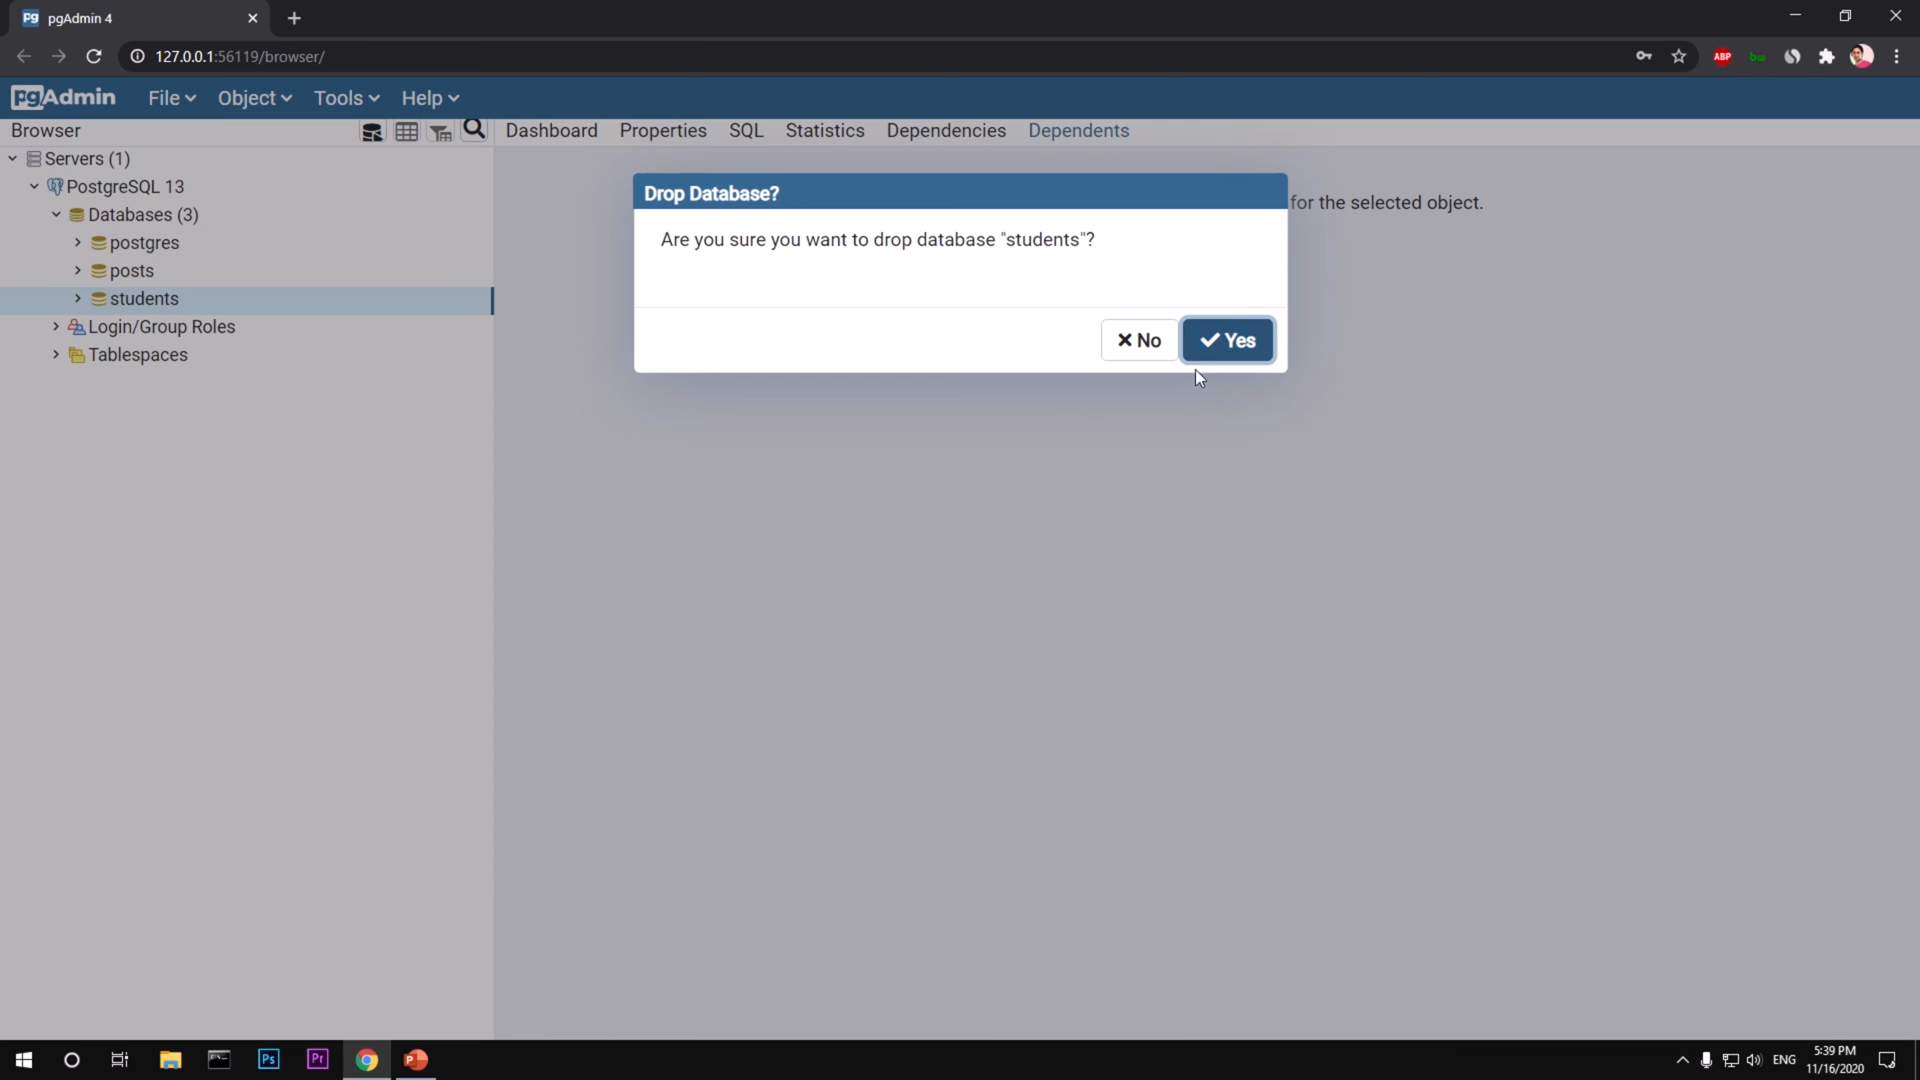 pgAdmin 4
127.0.0.1:56119/browser/
ABP
pgAdmin File Object Tools Help
Browser
Dashboard Properties SQL Statistics Dependencies Dependents
Servers (1)
PostgreSQL 13
Databases (3)
postgres
posts
students
Login/Group Roles
Tablespaces
Drop Database?
for the selected object.
Are you sure you want to drop database "students"?
No Yes
Ps Pr P
ENG
5:39 PM
11/16/2020